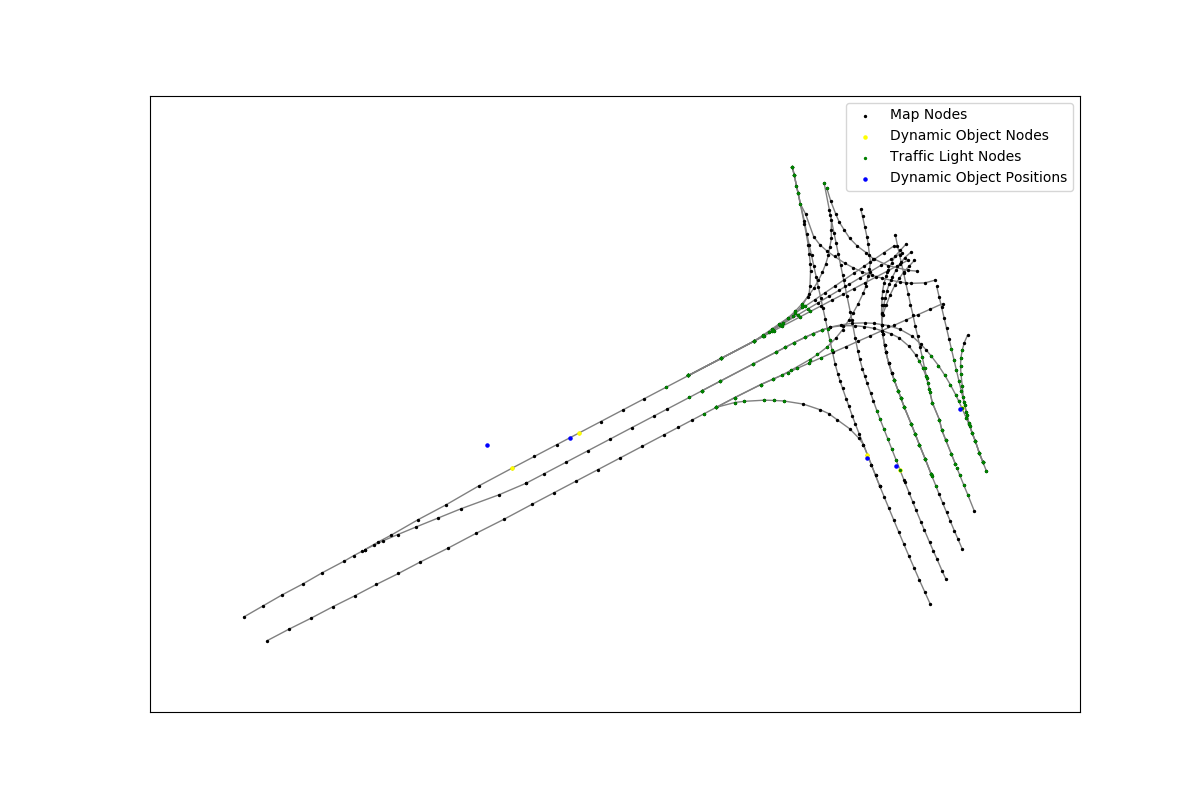 Map Nodes
Dynamic Object Nodes
Traffic Light Nodes
Dynamic Object Positions